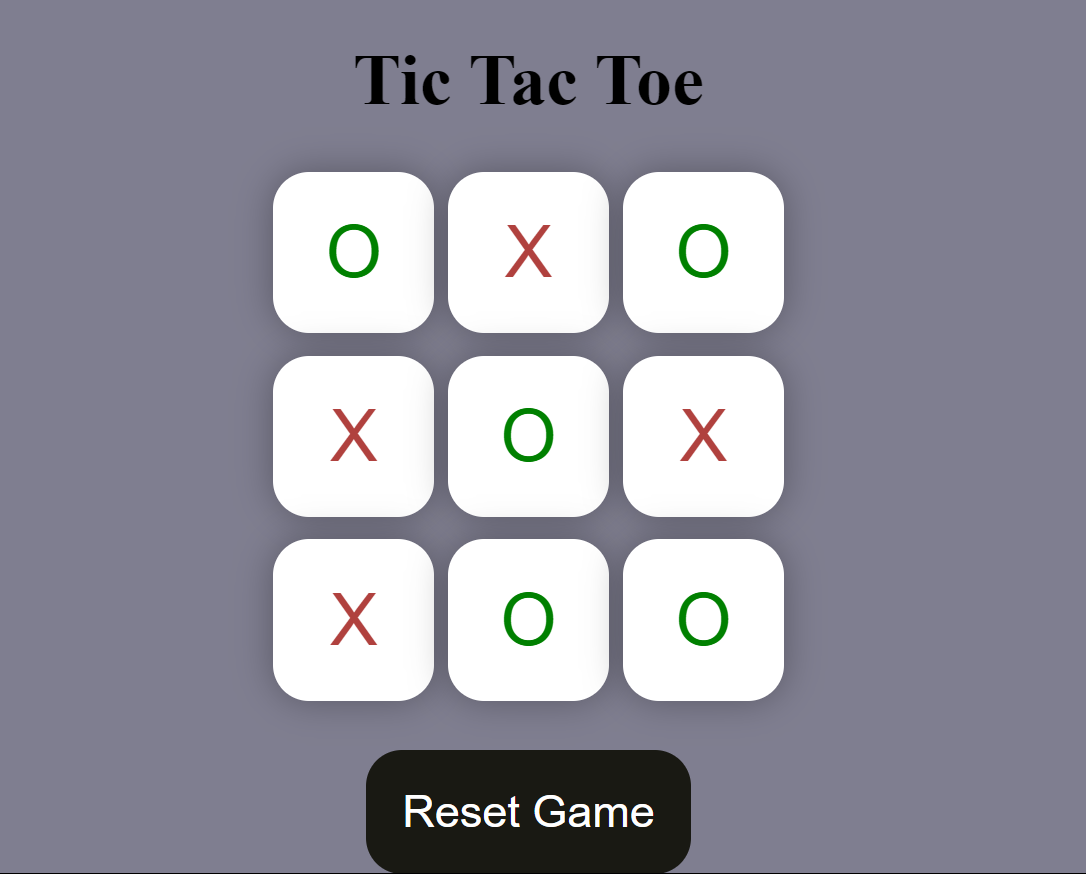 Tic Tac Toe
O X O
X O X
X O O
Reset Game